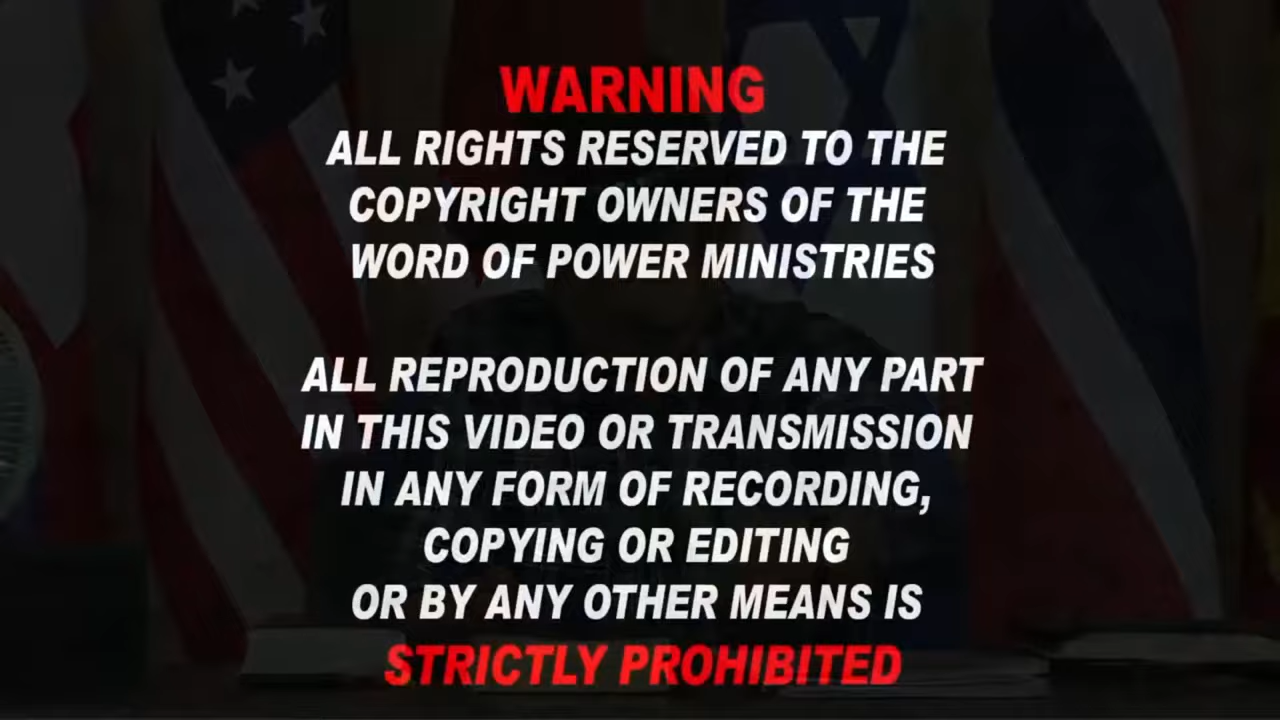 WARNING
ALL RIGHTS RESERVED TO THE
COPYRIGHT OWNERS OF THE
WORD OF POWER MINISTRIES
ALL REPRODUCTION OF ANY PART
IN THIS VIDEO OR TRANSMISSION
IN ANY FORM OF RECORDING,
COPYING OR EDITING
OR BY ANY OTHER MEANS IS
STRICTLY PROHIBITED